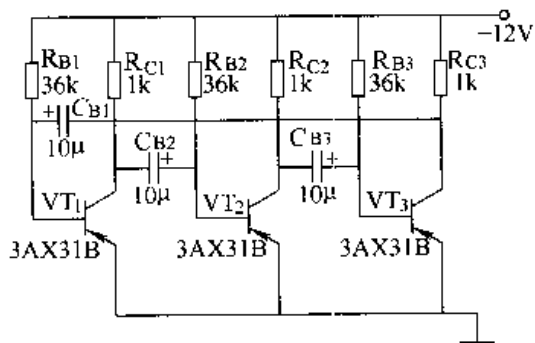 −12V
RB1
36k
RC1
1k
RB2
36k
RC2
1k
RB3
36k
RC3
1k
+ CB1
10μ
CB2
+
10μ
CB3
+
10μ
VT1
3AX31B
VT2
3AX31B
VT3
3AX31B